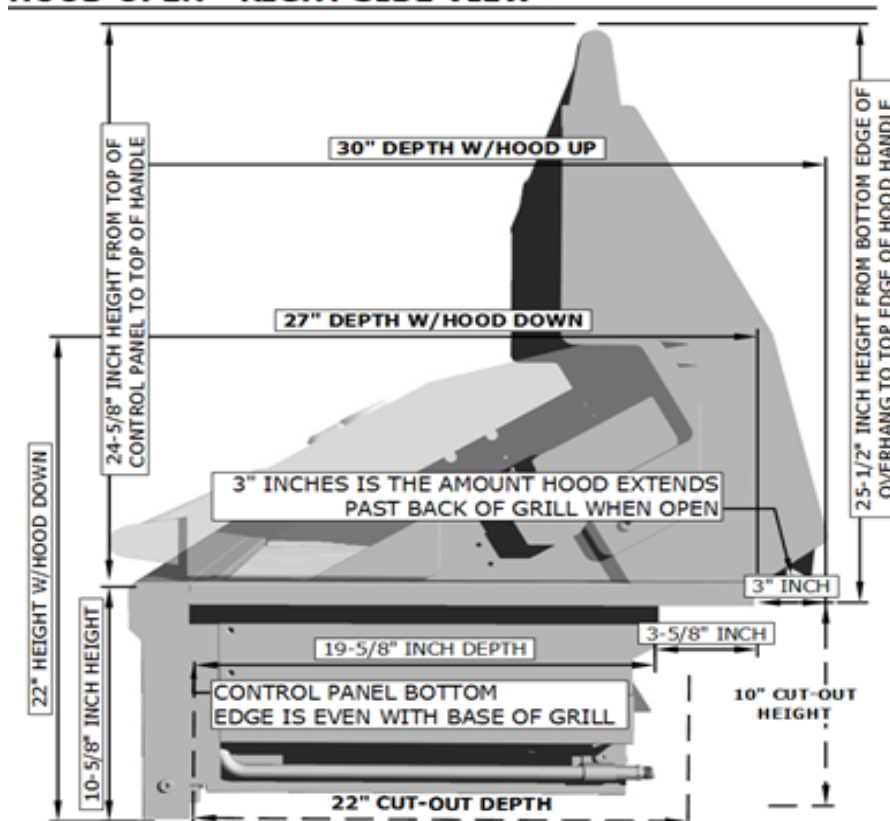 HOOD OPEN - RIGHT SIDE VIEW
30" DEPTH W/HOOD UP
24-5/8" INCH HEIGHT FROM TOP OF
CONTROL PANEL TO TOP OF HANDLE
25-1/2" INCH HEIGHT FROM BOTTOM EDGE OF
OVERHANG TO TOP EDGE OF HOOD HANDLE
27" DEPTH W/HOOD DOWN
3" INCHES IS THE AMOUNT HOOD EXTENDS
PAST BACK OF GRILL WHEN OPEN
22" HEIGHT W/HOOD DOWN
3" INCH
10-5/8" INCH HEIGHT
19-5/8" INCH DEPTH
3-5/8" INCH
CONTROL PANEL BOTTOM
EDGE IS EVEN WITH BASE OF GRILL
10" CUT-OUT
HEIGHT
22" CUT-OUT DEPTH